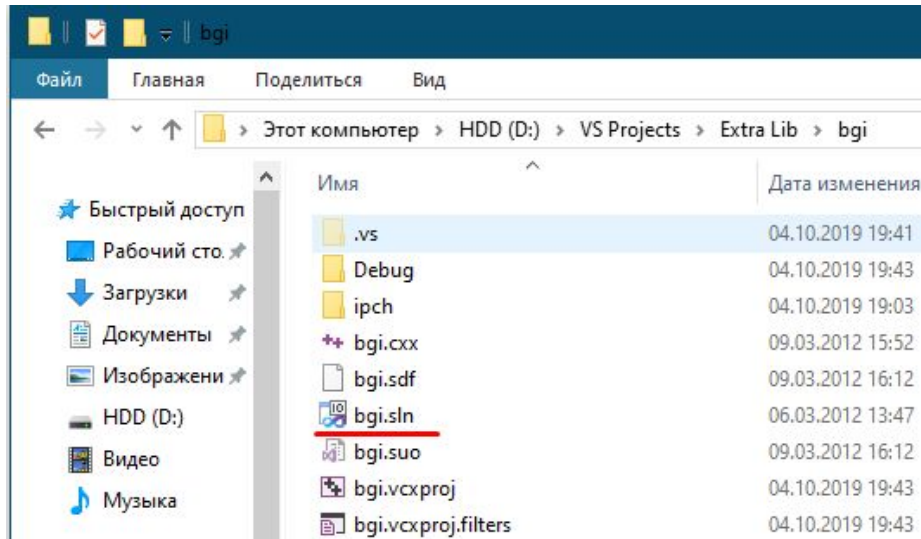 bgi
Файл Главная Поделиться Вид
Этот компьютер > HDD (D:) > VS Projects > Extra Lib > bgi
Имя Дата изменения
Быстрый доступ
Рабочий сто.
Загрузки
Документы
Изображени
HDD (D:)
Видео
Музыка
.vs 04.10.2019 19:41
Debug 04.10.2019 19:43
ipch 04.10.2019 19:03
bgi.cxx 09.03.2012 15:52
bgi.sdf 09.03.2012 16:12
bgi.sln 06.03.2012 13:47
bgi.suo 09.03.2012 16:12
bgi.vcxproj 04.10.2019 19:43
bgi.vcxproj.filters 04.10.2019 19:43